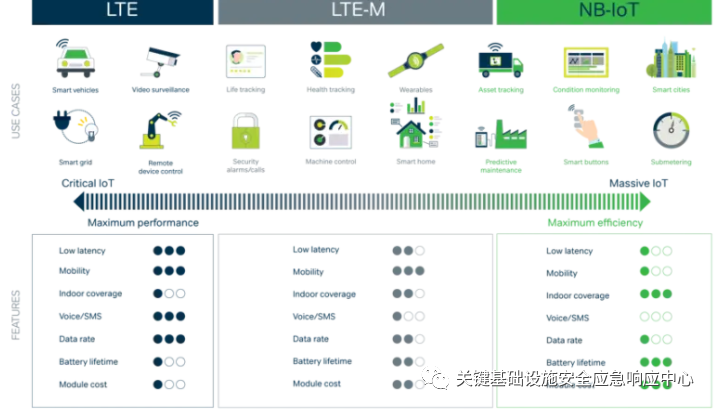 LTE
LTE-M
NB-IoT
USE CASES
Smart vehicles
Video surveillance
Life tracking
Health tracking
Wearables
Asset tracking
Condition monitoring
Smart cities
Smart grid
Remote
device control
Security
alarms/calls
Machine control
Smart home
Predictive
maintenance
Smart buttons
Submetering
Critical IoT
Massive IoT
Maximum performance
Maximum efficiency
FEATURES
Low latency
Mobility
Indoor coverage
Voice/SMS
Data rate
Battery lifetime
Module cost
Low latency
Mobility
Indoor coverage
Voice/SMS
Data rate
Battery lifetime
Module cost
Low latency
Mobility
Indoor coverage
Voice/SMS
Data rate
Battery lifetime
Module cost
关键基础设施安全应急响应中心